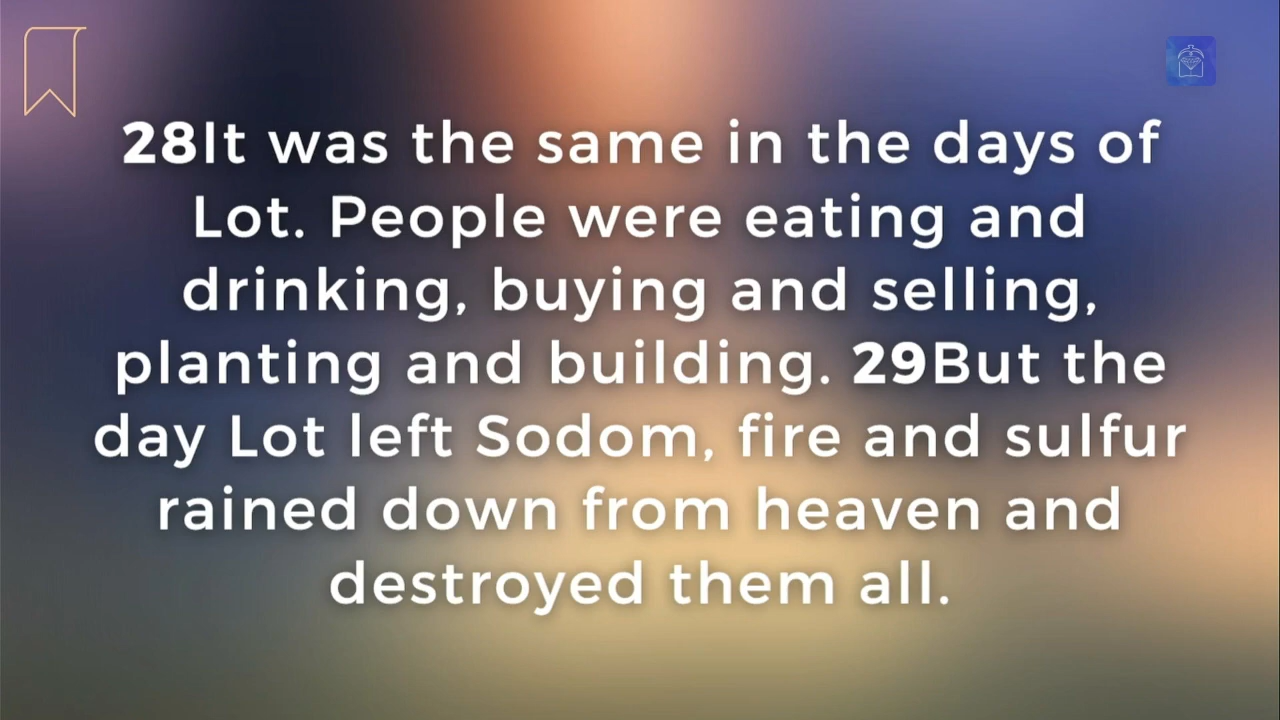 28It was the same in the days of
Lot. People were eating and
drinking, buying and selling,
planting and building. 29But the
day Lot left Sodom, fire and sulfur
rained down from heaven and
destroyed them all.